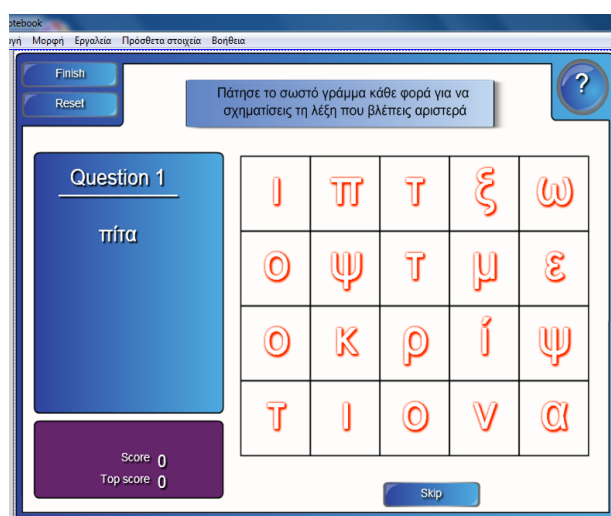 otebook
ογή Μορφή Εργαλεία Πρόσθετα στοιχεία Βοήθεια
Finish
Reset
Πάτησε το σωστό γράμμα κάθε φορά για να
σχηματίσεις τη λέξη που βλέπεις αριστερά
?
Question 1
πίτα
ι π τ ξ ω
ο ψ τ μ ε
ο κ ρ ί ψ
τ ι ο ν α
Score 0
Top score 0
Skip